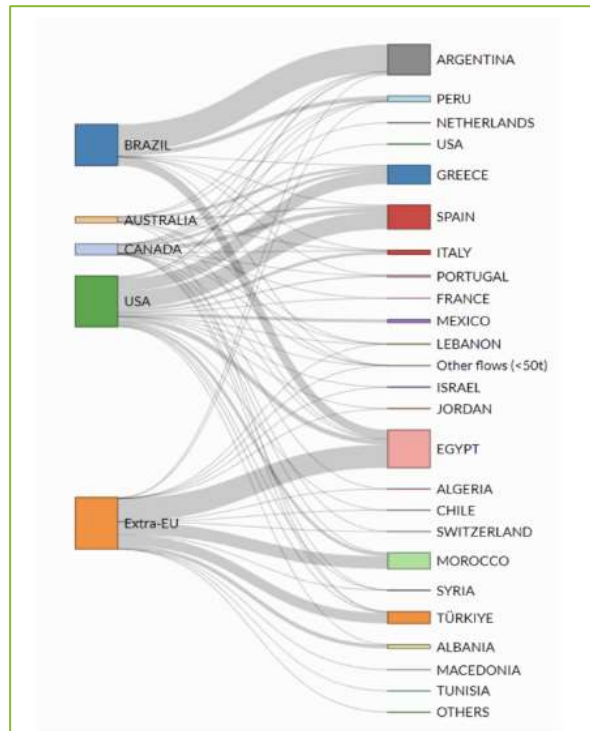 BRAZIL
AUSTRALIA
CANADA
USA
Extra-EU
ARGENTINA
PERU
NETHERLANDS
USA
GREECE
SPAIN
ITALY
PORTUGAL
FRANCE
MEXICO
LEBANON
Other flows (<50t)
ISRAEL
JORDAN
EGYPT
ALGERIA
CHILE
SWITZERLAND
MOROCCO
SYRIA
TÜRKIYE
ALBANIA
MACEDONIA
TUNISIA
OTHERS